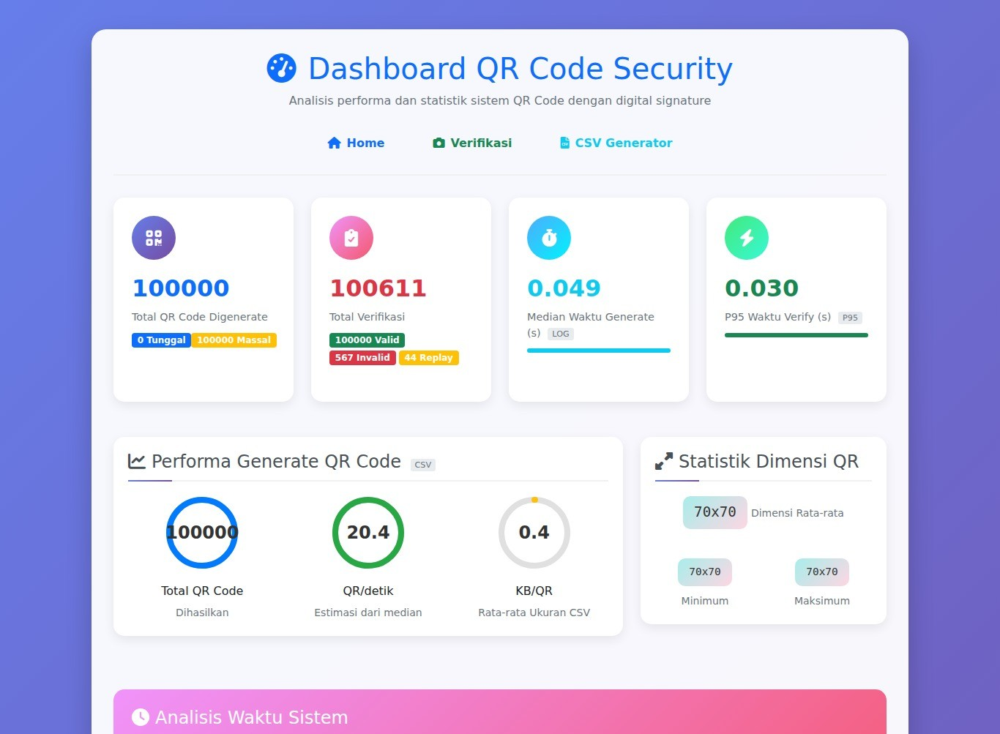 Dashboard QR Code Security
Analisis performa dan statistik sistem QR Code dengan digital signature
Home Verifikasi CSV Generator
100000
Total QR Code Digenerate
0 Tunggal 100000 Massal
100611
Total Verifikasi
100000 Valid
567 Invalid 44 Replay
0.049
Median Waktu Generate
(s) LOG
0.030
P95 Waktu Verify (s) P95
Performa Generate QR Code CSV
100000
Total QR Code
Dihasilkan
20.4
QR/detik
Estimasi dari median
0.4
KB/QR
Rata-rata Ukuran CSV
Statistik Dimensi QR
70x70 Dimensi Rata-rata
70x70
Minimum
70x70
Maksimum
Analisis Waktu Sistem